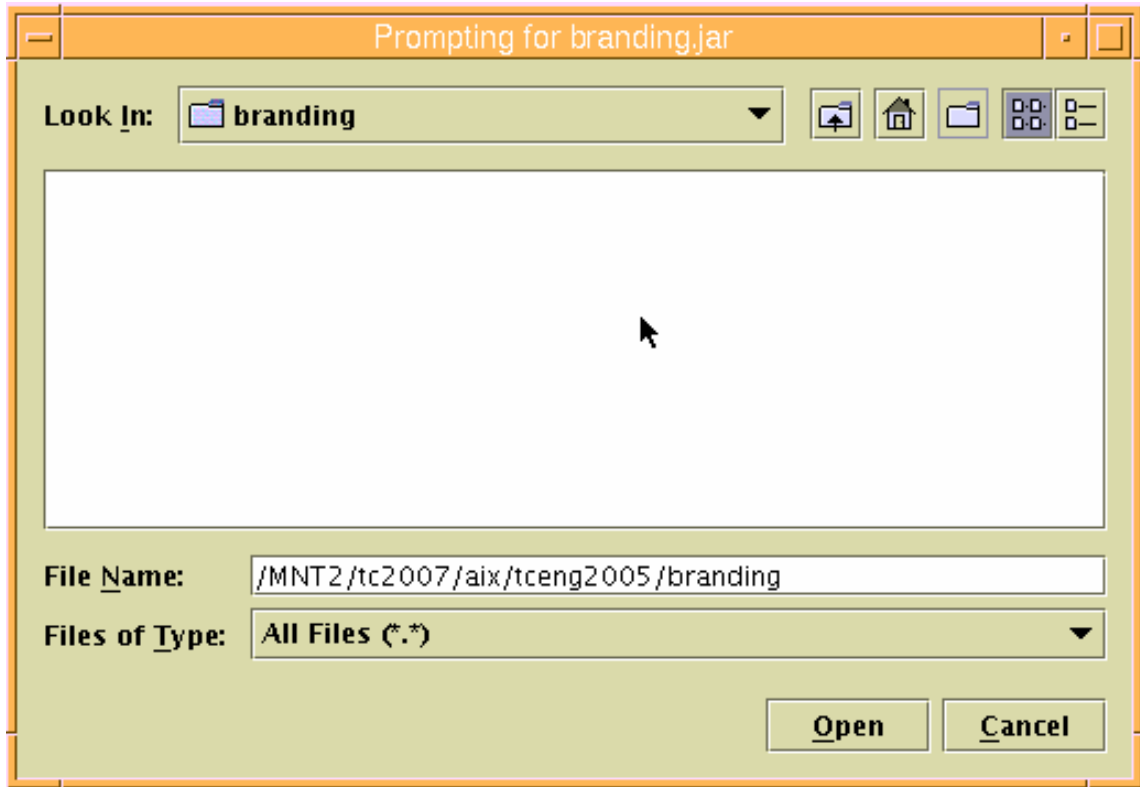 Prompting for branding.jar
Look In: branding
File Name: /MNT2/tc2007/aix/tceng2005/branding
Files of Type: All Files (*.*)
Open Cancel